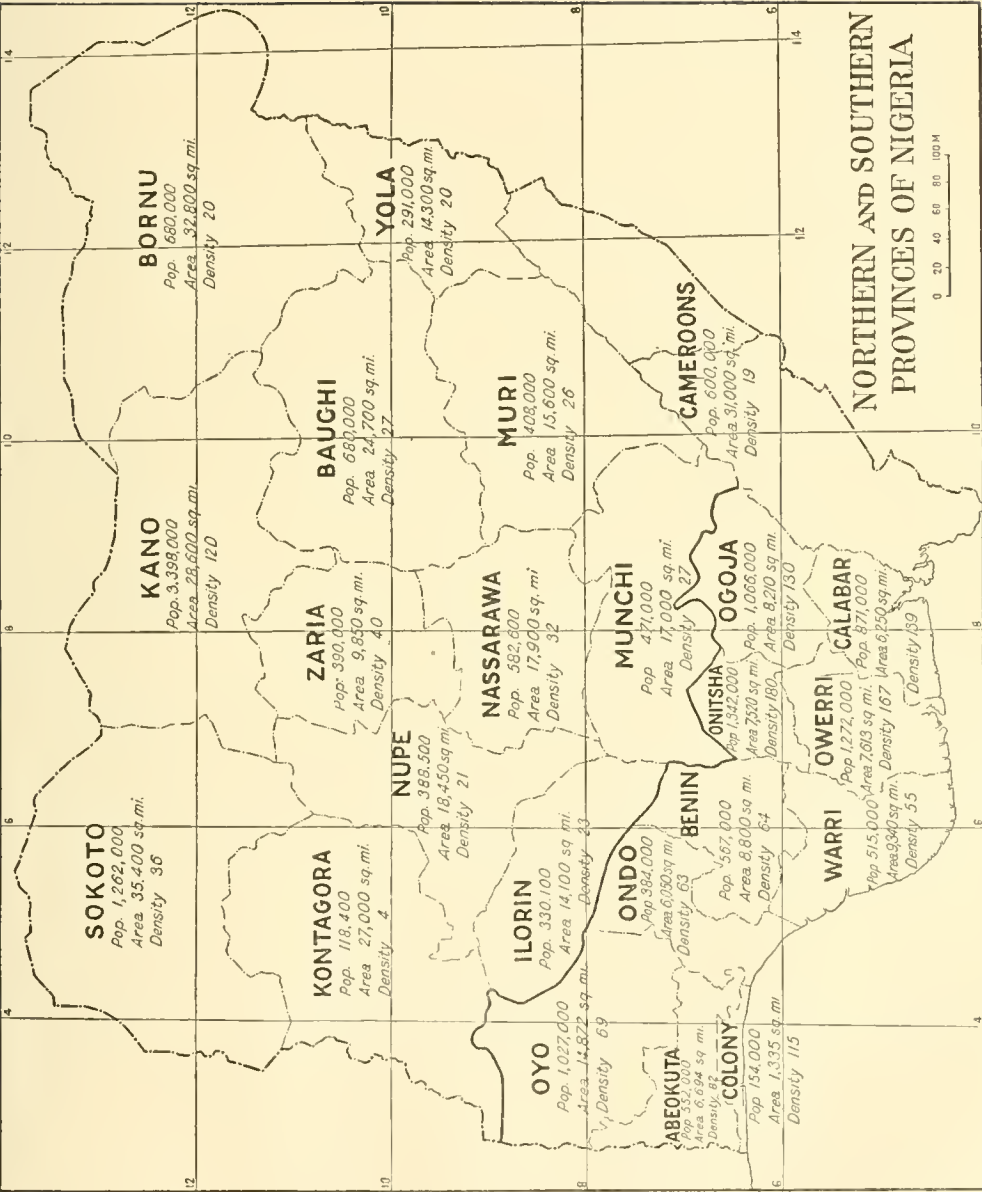 NORTHERN AND SOUTHERN
PROVINCES OF NIGERIA
0 20 40 60 80 100 M
SOKOTO
Pop. 1,262,000
Area 35,400 sq.mi.
Density 36
KANO
Pop. 3,398,000
Area 28,600 sq.mi.
Density 120
BORNU
Pop. 680,000
Area 32,800 sq.mi.
Density 20
KONTAGORA
Pop. 118,400
Area 27,000 sq.mi.
Density 4
ZARIA
Pop. 390,000
Area 9,850 sq.mi.
Density 40
BAUGHI
Pop. 680,000
Area 24,700 sq.mi.
Density 27
YOLA
Pop. 291,000
Area 14,300 sq.mi.
Density 20
NUPE
Pop. 388.500
Area 18,450 sq.mi.
Density 21
NASSARAWA
Pop. 582,600
Area 17,900 sq.mi
Density 32
MURI
Pop. 408,000
Area 15,600 sq.mi.
Density 26
ILORIN
Pop. 330.100
Area 14,100 sq mi.
Density 23
MUNCHI
Pop 471,000
Area 17,000 sq. mi.
Density 27
CAMEROONS
Pop. 600,000
Area 31,000 sq. mi.
Density 19
OYO
Pop. 1,027,000
Area 14,872 sq. mi.
Density 69
ONDO
Pop 384,000
Area 6,050 sq mi
Density 63
BENIN
Pop. 567,000
Area 8,800 sq mi.
Density 64
ONITSHA
Pop 1,342,000
Area 7,520 sq mi.
Density 180
OGOJA
Pop. 1,066,000
Area 8,210 sq mi.
Density 130
ABEOKUTA
Pop 552,000
Area 6,694 sq mi.
Density 82
COLONY
Pop 154,000
Area 1,335 sq mi
Density 115
WARRI
Pop 515,000
Area 9,340 sq mi.
Density 55
OWERRI
Pop 1,272,000
Area 7,613 sq mi.
Density 167
CALABAR
Pop 871,000
Area 6,250 sq mi.
Density 139
4
6
8
10
12
14
12
10
8
6
12
10
8
6
4
10
12
14